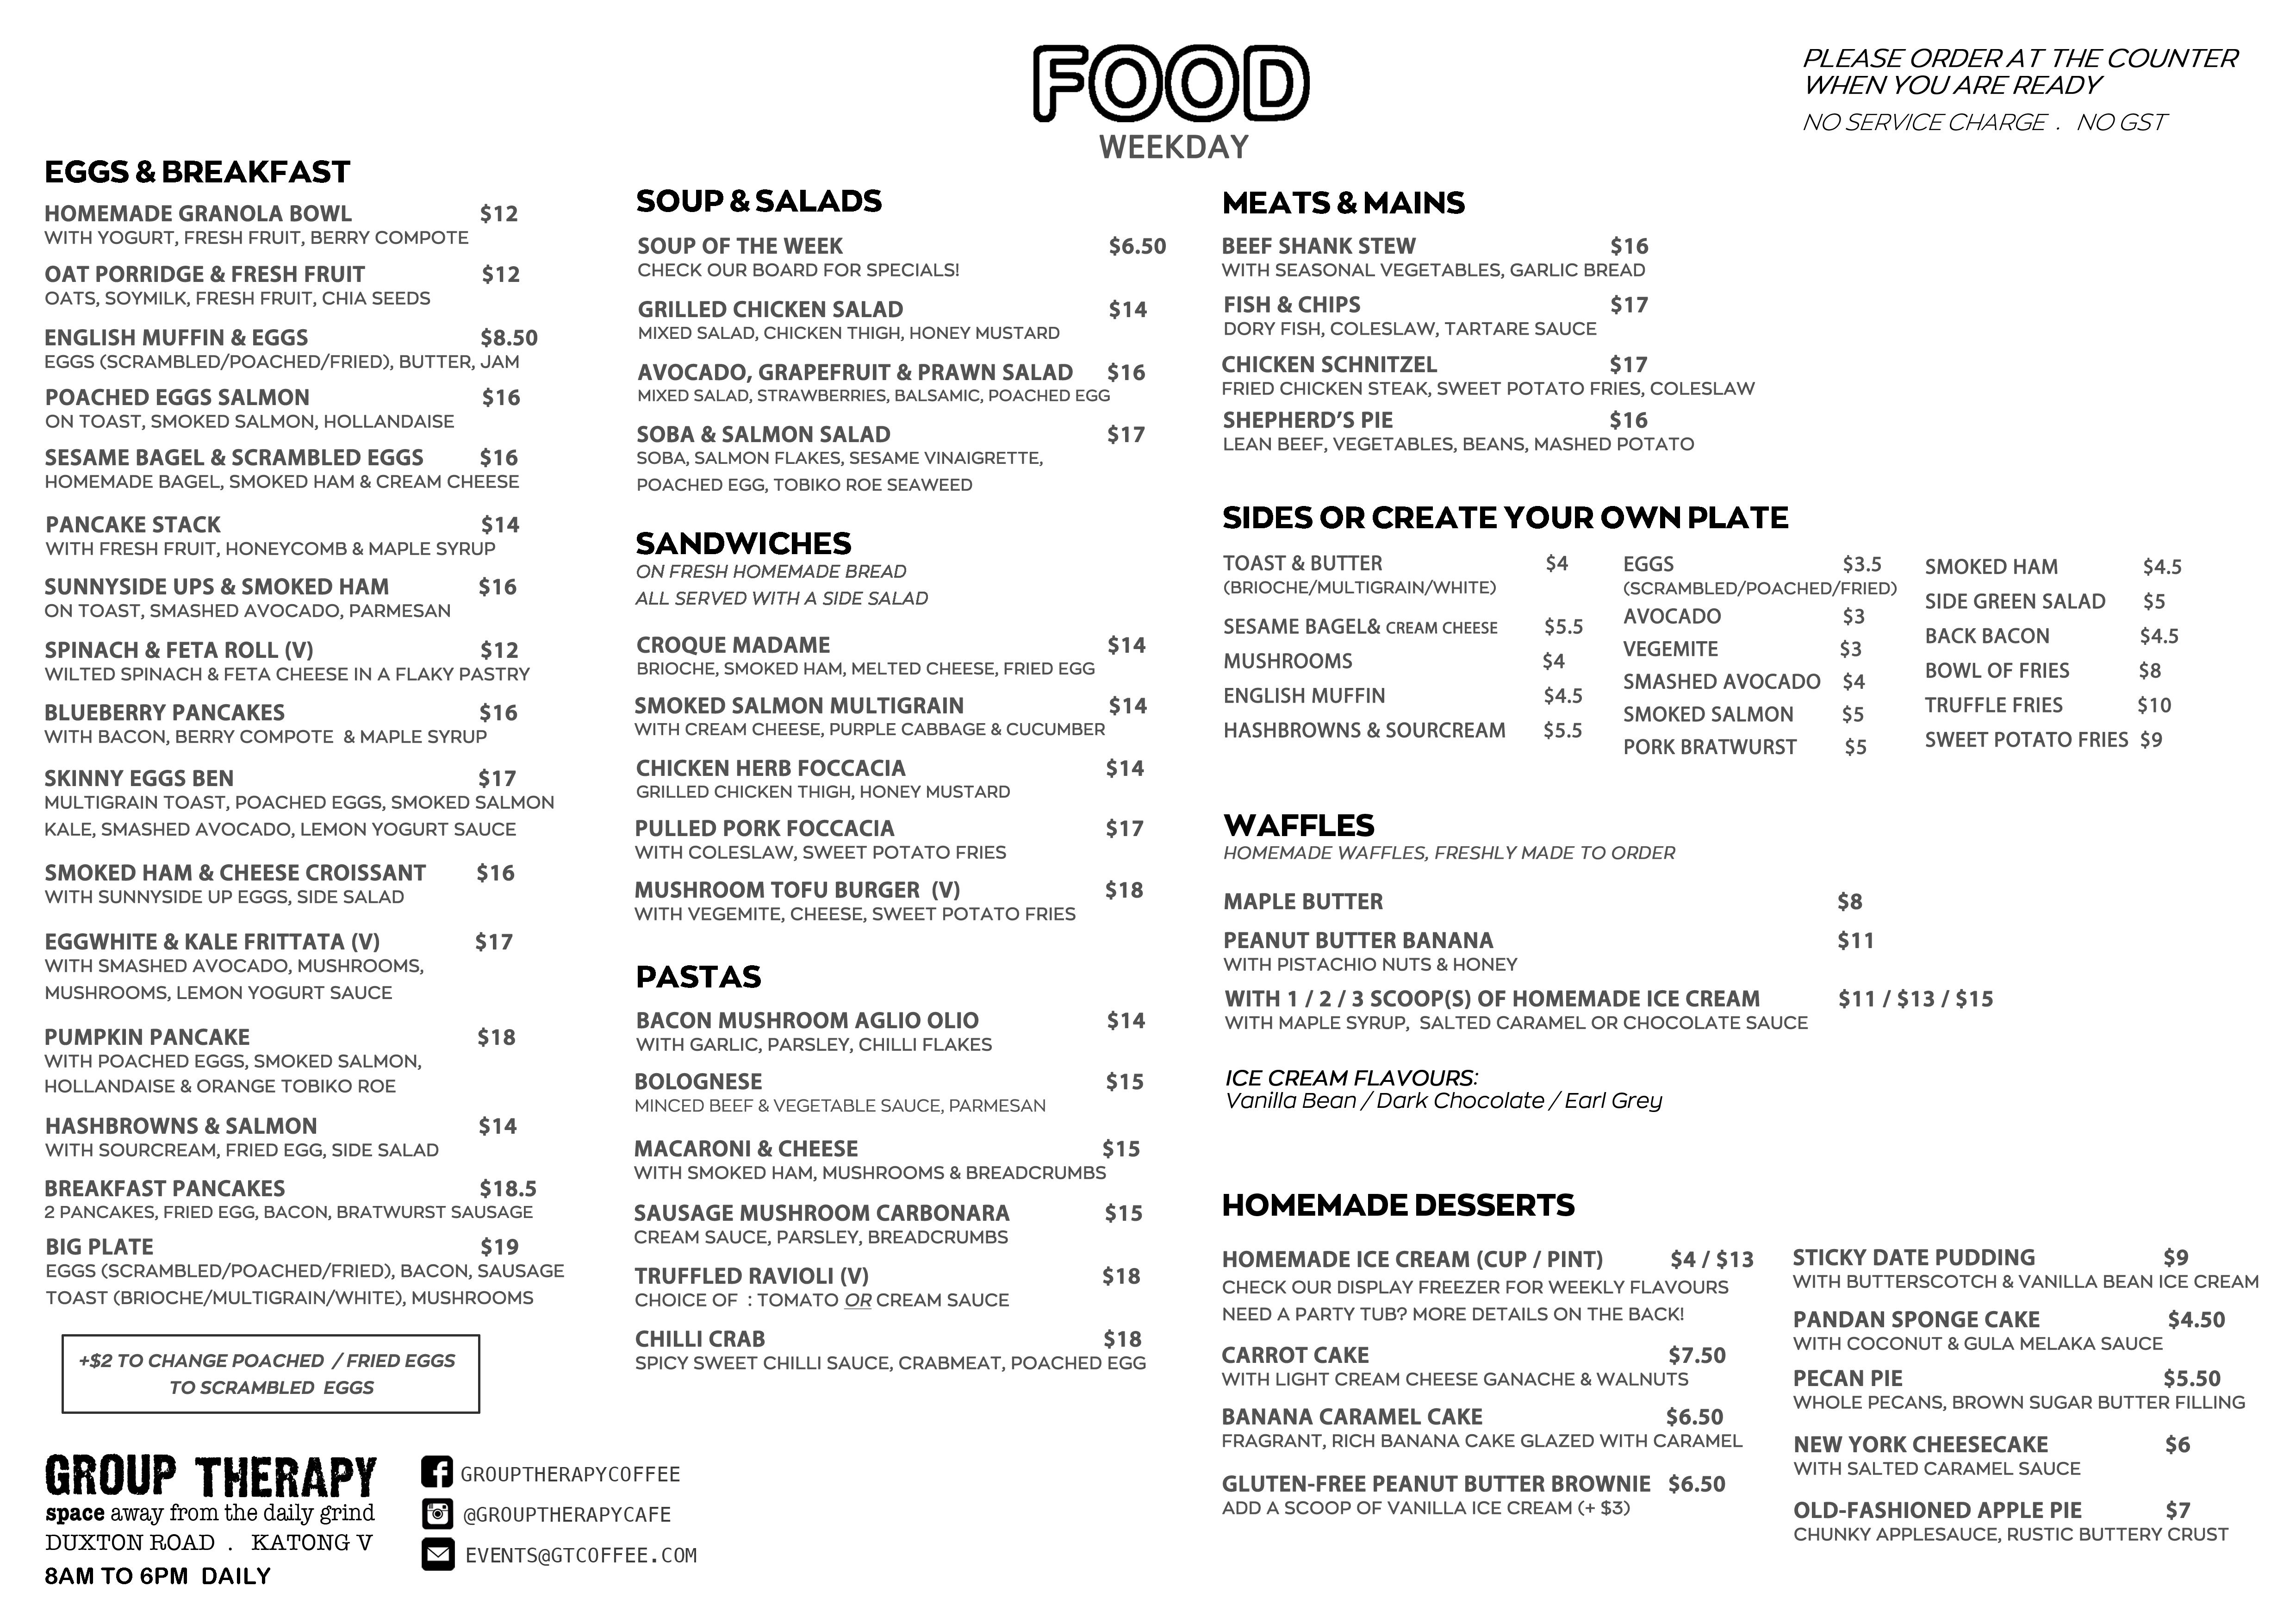 FOOD
WEEKDAY
PLEASE ORDER AT THE COUNTER
WHEN YOU ARE READY
NO SERVICE CHARGE . NO GST
EGGS & BREAKFAST
HOMEMADE GRANOLA BOWL $12
WITH YOGURT, FRESH FRUIT, BERRY COMPOTE
OAT PORRIDGE & FRESH FRUIT $12
OATS, SOYMILK, FRESH FRUIT, CHIA SEEDS
ENGLISH MUFFIN & EGGS $8.50
EGGS (SCRAMBLED/POACHED/FRIED), BUTTER, JAM
POACHED EGGS SALMON $16
ON TOAST, SMOKED SALMON, HOLLANDAISE
SESAME BAGEL & SCRAMBLED EGGS $16
HOMEMADE BAGEL, SMOKED HAM & CREAM CHEESE
PANCAKE STACK $14
WITH FRESH FRUIT, HONEYCOMB & MAPLE SYRUP
SUNNYSIDE UPS & SMOKED HAM $16
ON TOAST, SMASHED AVOCADO, PARMESAN
SPINACH & FETA ROLL (V) $12
WILTED SPINACH & FETA CHEESE IN A FLAKY PASTRY
BLUEBERRY PANCAKES $16
WITH BACON, BERRY COMPOTE & MAPLE SYRUP
SKINNY EGGS BEN $17
MULTIGRAIN TOAST, POACHED EGGS, SMOKED SALMON
KALE, SMASHED AVOCADO, LEMON YOGURT SAUCE
SMOKED HAM & CHEESE CROISSANT $16
WITH SUNNYSIDE UP EGGS, SIDE SALAD
EGGWHITE & KALE FRITTATA (V) $17
WITH SMASHED AVOCADO, MUSHROOMS,
MUSHROOMS, LEMON YOGURT SAUCE
PUMPKIN PANCAKE $18
WITH POACHED EGGS, SMOKED SALMON,
HOLLANDAISE & ORANGE TOBIKO ROE
HASHBROWNS & SALMON $14
WITH SOURCREAM, FRIED EGG, SIDE SALAD
BREAKFAST PANCAKES $18.5
2 PANCAKES, FRIED EGG, BACON, BRATWURST SAUSAGE
BIG PLATE $19
EGGS (SCRAMBLED/POACHED/FRIED), BACON, SAUSAGE
TOAST (BRIOCHE/MULTIGRAIN/WHITE), MUSHROOMS
+$2 TO CHANGE POACHED / FRIED EGGS
TO SCRAMBLED EGGS
GROUP THERAPY
space away from the daily grind
DUXTON ROAD . KATONG V
8AM TO 6PM DAILY
GROUPTHERAPYCOFFEE
@GROUPTHERAPYCAFE
EVENTS@GTCOFFEE.COM
SOUP & SALADS
SOUP OF THE WEEK $6.50
CHECK OUR BOARD FOR SPECIALS!
GRILLED CHICKEN SALAD $14
MIXED SALAD, CHICKEN THIGH, HONEY MUSTARD
AVOCADO, GRAPEFRUIT & PRAWN SALAD $16
MIXED SALAD, STRAWBERRIES, BALSAMIC, POACHED EGG
SOBA & SALMON SALAD $17
SOBA, SALMON FLAKES, SESAME VINAIGRETTE,
POACHED EGG, TOBIKO ROE SEAWEED
SANDWICHES
ON FRESH HOMEMADE BREAD
ALL SERVED WITH A SIDE SALAD
CROQUE MADAME $14
BRIOCHE, SMOKED HAM, MELTED CHEESE, FRIED EGG
SMOKED SALMON MULTIGRAIN $14
WITH CREAM CHEESE, PURPLE CABBAGE & CUCUMBER
CHICKEN HERB FOCCACIA $14
GRILLED CHICKEN THIGH, HONEY MUSTARD
PULLED PORK FOCCACIA $17
WITH COLESLAW, SWEET POTATO FRIES
MUSHROOM TOFU BURGER (V) $18
WITH VEGEMITE, CHEESE, SWEET POTATO FRIES
PASTAS
BACON MUSHROOM AGLIO OLIO $14
WITH GARLIC, PARSLEY, CHILLI FLAKES
BOLOGNESE $15
MINCED BEEF & VEGETABLE SAUCE, PARMESAN
MACARONI & CHEESE $15
WITH SMOKED HAM, MUSHROOMS & BREADCRUMBS
SAUSAGE MUSHROOM CARBONARA $15
CREAM SAUCE, PARSLEY, BREADCRUMBS
TRUFFLED RAVIOLI (V) $18
CHOICE OF : TOMATO OR CREAM SAUCE
CHILLI CRAB $18
SPICY SWEET CHILLI SAUCE, CRABMEAT, POACHED EGG
MEATS & MAINS
BEEF SHANK STEW $16
WITH SEASONAL VEGETABLES, GARLIC BREAD
FISH & CHIPS $17
DORY FISH, COLESLAW, TARTARE SAUCE
CHICKEN SCHNITZEL $17
FRIED CHICKEN STEAK, SWEET POTATO FRIES, COLESLAW
SHEPHERD'S PIE $16
LEAN BEEF, VEGETABLES, BEANS, MASHED POTATO
SIDES OR CREATE YOUR OWN PLATE
TOAST & BUTTER $4
(BRIOCHE/MULTIGRAIN/WHITE)
SESAME BAGEL& CREAM CHEESE $5.5
MUSHROOMS $4
ENGLISH MUFFIN $4.5
HASHBROWNS & SOURCREAM $5.5
EGGS $3.5
(SCRAMBLED/POACHED/FRIED)
AVOCADO $3
VEGEMITE $3
SMASHED AVOCADO $4
SMOKED SALMON $5
PORK BRATWURST $5
SMOKED HAM $4.5
SIDE GREEN SALAD $5
BACK BACON $4.5
BOWL OF FRIES $8
TRUFFLE FRIES $10
SWEET POTATO FRIES $9
WAFFLES
HOMEMADE WAFFLES, FRESHLY MADE TO ORDER
MAPLE BUTTER $8
PEANUT BUTTER BANANA $11
WITH PISTACHIO NUTS & HONEY
WITH 1 / 2 / 3 SCOOP(S) OF HOMEMADE ICE CREAM $11 / $13 / $15
WITH MAPLE SYRUP, SALTED CARAMEL OR CHOCOLATE SAUCE
ICE CREAM FLAVOURS:
Vanilla Bean / Dark Chocolate / Earl Grey
HOMEMADE DESSERTS
HOMEMADE ICE CREAM (CUP / PINT) $4 / $13
CHECK OUR DISPLAY FREEZER FOR WEEKLY FLAVOURS
NEED A PARTY TUB? MORE DETAILS ON THE BACK!
CARROT CAKE $7.50
WITH LIGHT CREAM CHEESE GANACHE & WALNUTS
BANANA CARAMEL CAKE $6.50
FRAGRANT, RICH BANANA CAKE GLAZED WITH CARAMEL
GLUTEN-FREE PEANUT BUTTER BROWNIE $6.50
ADD A SCOOP OF VANILLA ICE CREAM (+ $3)
STICKY DATE PUDDING $9
WITH BUTTERSCOTCH & VANILLA BEAN ICE CREAM
PANDAN SPONGE CAKE $4.50
WITH COCONUT & GULA MELAKA SAUCE
PECAN PIE $5.50
WHOLE PECANS, BROWN SUGAR BUTTER FILLING
NEW YORK CHEESECAKE $6
WITH SALTED CARAMEL SAUCE
OLD-FASHIONED APPLE PIE $7
CHUNKY APPLESAUCE, RUSTIC BUTTERY CRUST